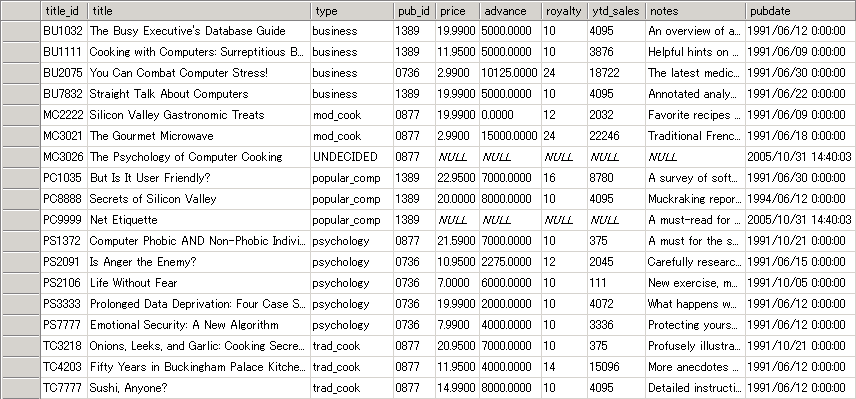 title_id title type pub_id price advance royalty ytd_sales notes pubdate
BU1032 The Busy Executive's Database Guide business 1389 19.9900 5000.0000 10 4095 An overview of a... 1991/06/12 0:00:00
BU1111 Cooking with Computers: Surreptitious B... business 1389 11.9500 5000.0000 10 3876 Helpful hints on ... 1991/06/09 0:00:00
BU2075 You Can Combat Computer Stress! business 0736 2.9900 10125.0000 24 18722 The latest medic... 1991/06/30 0:00:00
BU7832 Straight Talk About Computers business 1389 19.9900 5000.0000 10 4095 Annotated analy... 1991/06/22 0:00:00
MC2222 Silicon Valley Gastronomic Treats mod_cook 0877 19.9900 0.0000 12 2032 Favorite recipes ... 1991/06/09 0:00:00
MC3021 The Gourmet Microwave mod_cook 0877 2.9900 15000.0000 24 22246 Traditional Frenc... 1991/06/18 0:00:00
MC3026 The Psychology of Computer Cooking UNDECIDED 0877 NULL NULL NULL NULL NULL 2005/10/31 14:40:03
PC1035 But Is It User Friendly? popular_comp 1389 22.9500 7000.0000 16 8780 A survey of soft... 1991/06/30 0:00:00
PC8888 Secrets of Silicon Valley popular_comp 1389 20.0000 8000.0000 10 4095 Muckraking repor... 1994/06/12 0:00:00
PC9999 Net Etiquette popular_comp 1389 NULL NULL NULL NULL A must-read for ... 2005/10/31 14:40:03
PS1372 Computer Phobic AND Non-Phobic Indivi... psychology 0877 21.5900 7000.0000 10 375 A must for the s... 1991/10/21 0:00:00
PS2091 Is Anger the Enemy? psychology 0736 10.9500 2275.0000 12 2045 Carefully researc... 1991/06/15 0:00:00
PS2106 Life Without Fear psychology 0736 7.0000 6000.0000 10 111 New exercise, m... 1991/10/05 0:00:00
PS3333 Prolonged Data Deprivation: Four Case S... psychology 0736 19.9900 2000.0000 10 4072 What happens w... 1991/06/12 0:00:00
PS7777 Emotional Security: A New Algorithm psychology 0736 7.9900 4000.0000 10 3336 Protecting yours... 1991/06/12 0:00:00
TC3218 Onions, Leeks, and Garlic: Cooking Secre... trad_cook 0877 20.9500 7000.0000 10 375 Profusely illustra... 1991/10/21 0:00:00
TC4203 Fifty Years in Buckingham Palace Kitche... trad_cook 0877 11.9500 4000.0000 14 15096 More anecdotes ... 1991/06/12 0:00:00
TC7777 Sushi, Anyone? trad_cook 0877 14.9900 8000.0000 10 4095 Detailed instructi... 1991/06/12 0:00:00